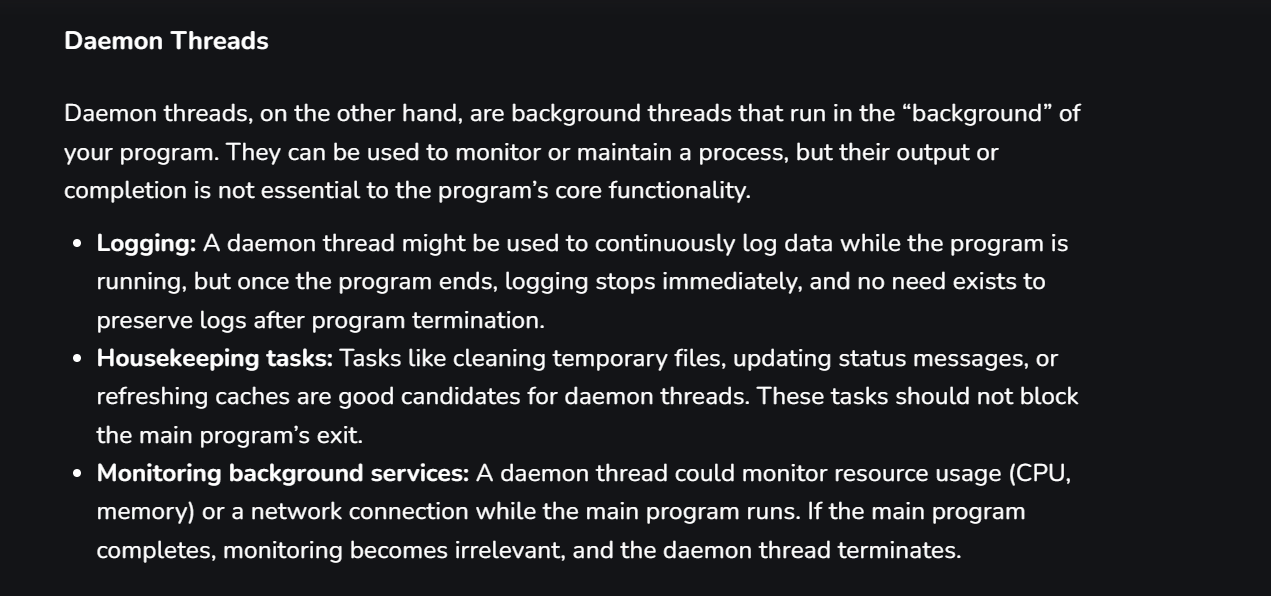 Daemon Threads
Daemon threads, on the other hand, are background threads that run in the “background” of
your program. They can be used to monitor or maintain a process, but their output or
completion is not essential to the program’s core functionality.
• Logging: A daemon thread might be used to continuously log data while the program is
running, but once the program ends, logging stops immediately, and no need exists to
preserve logs after program termination.
• Housekeeping tasks: Tasks like cleaning temporary files, updating status messages, or
refreshing caches are good candidates for daemon threads. These tasks should not block
the main program’s exit.
• Monitoring background services: A daemon thread could monitor resource usage (CPU,
memory) or a network connection while the main program runs. If the main program
completes, monitoring becomes irrelevant, and the daemon thread terminates.